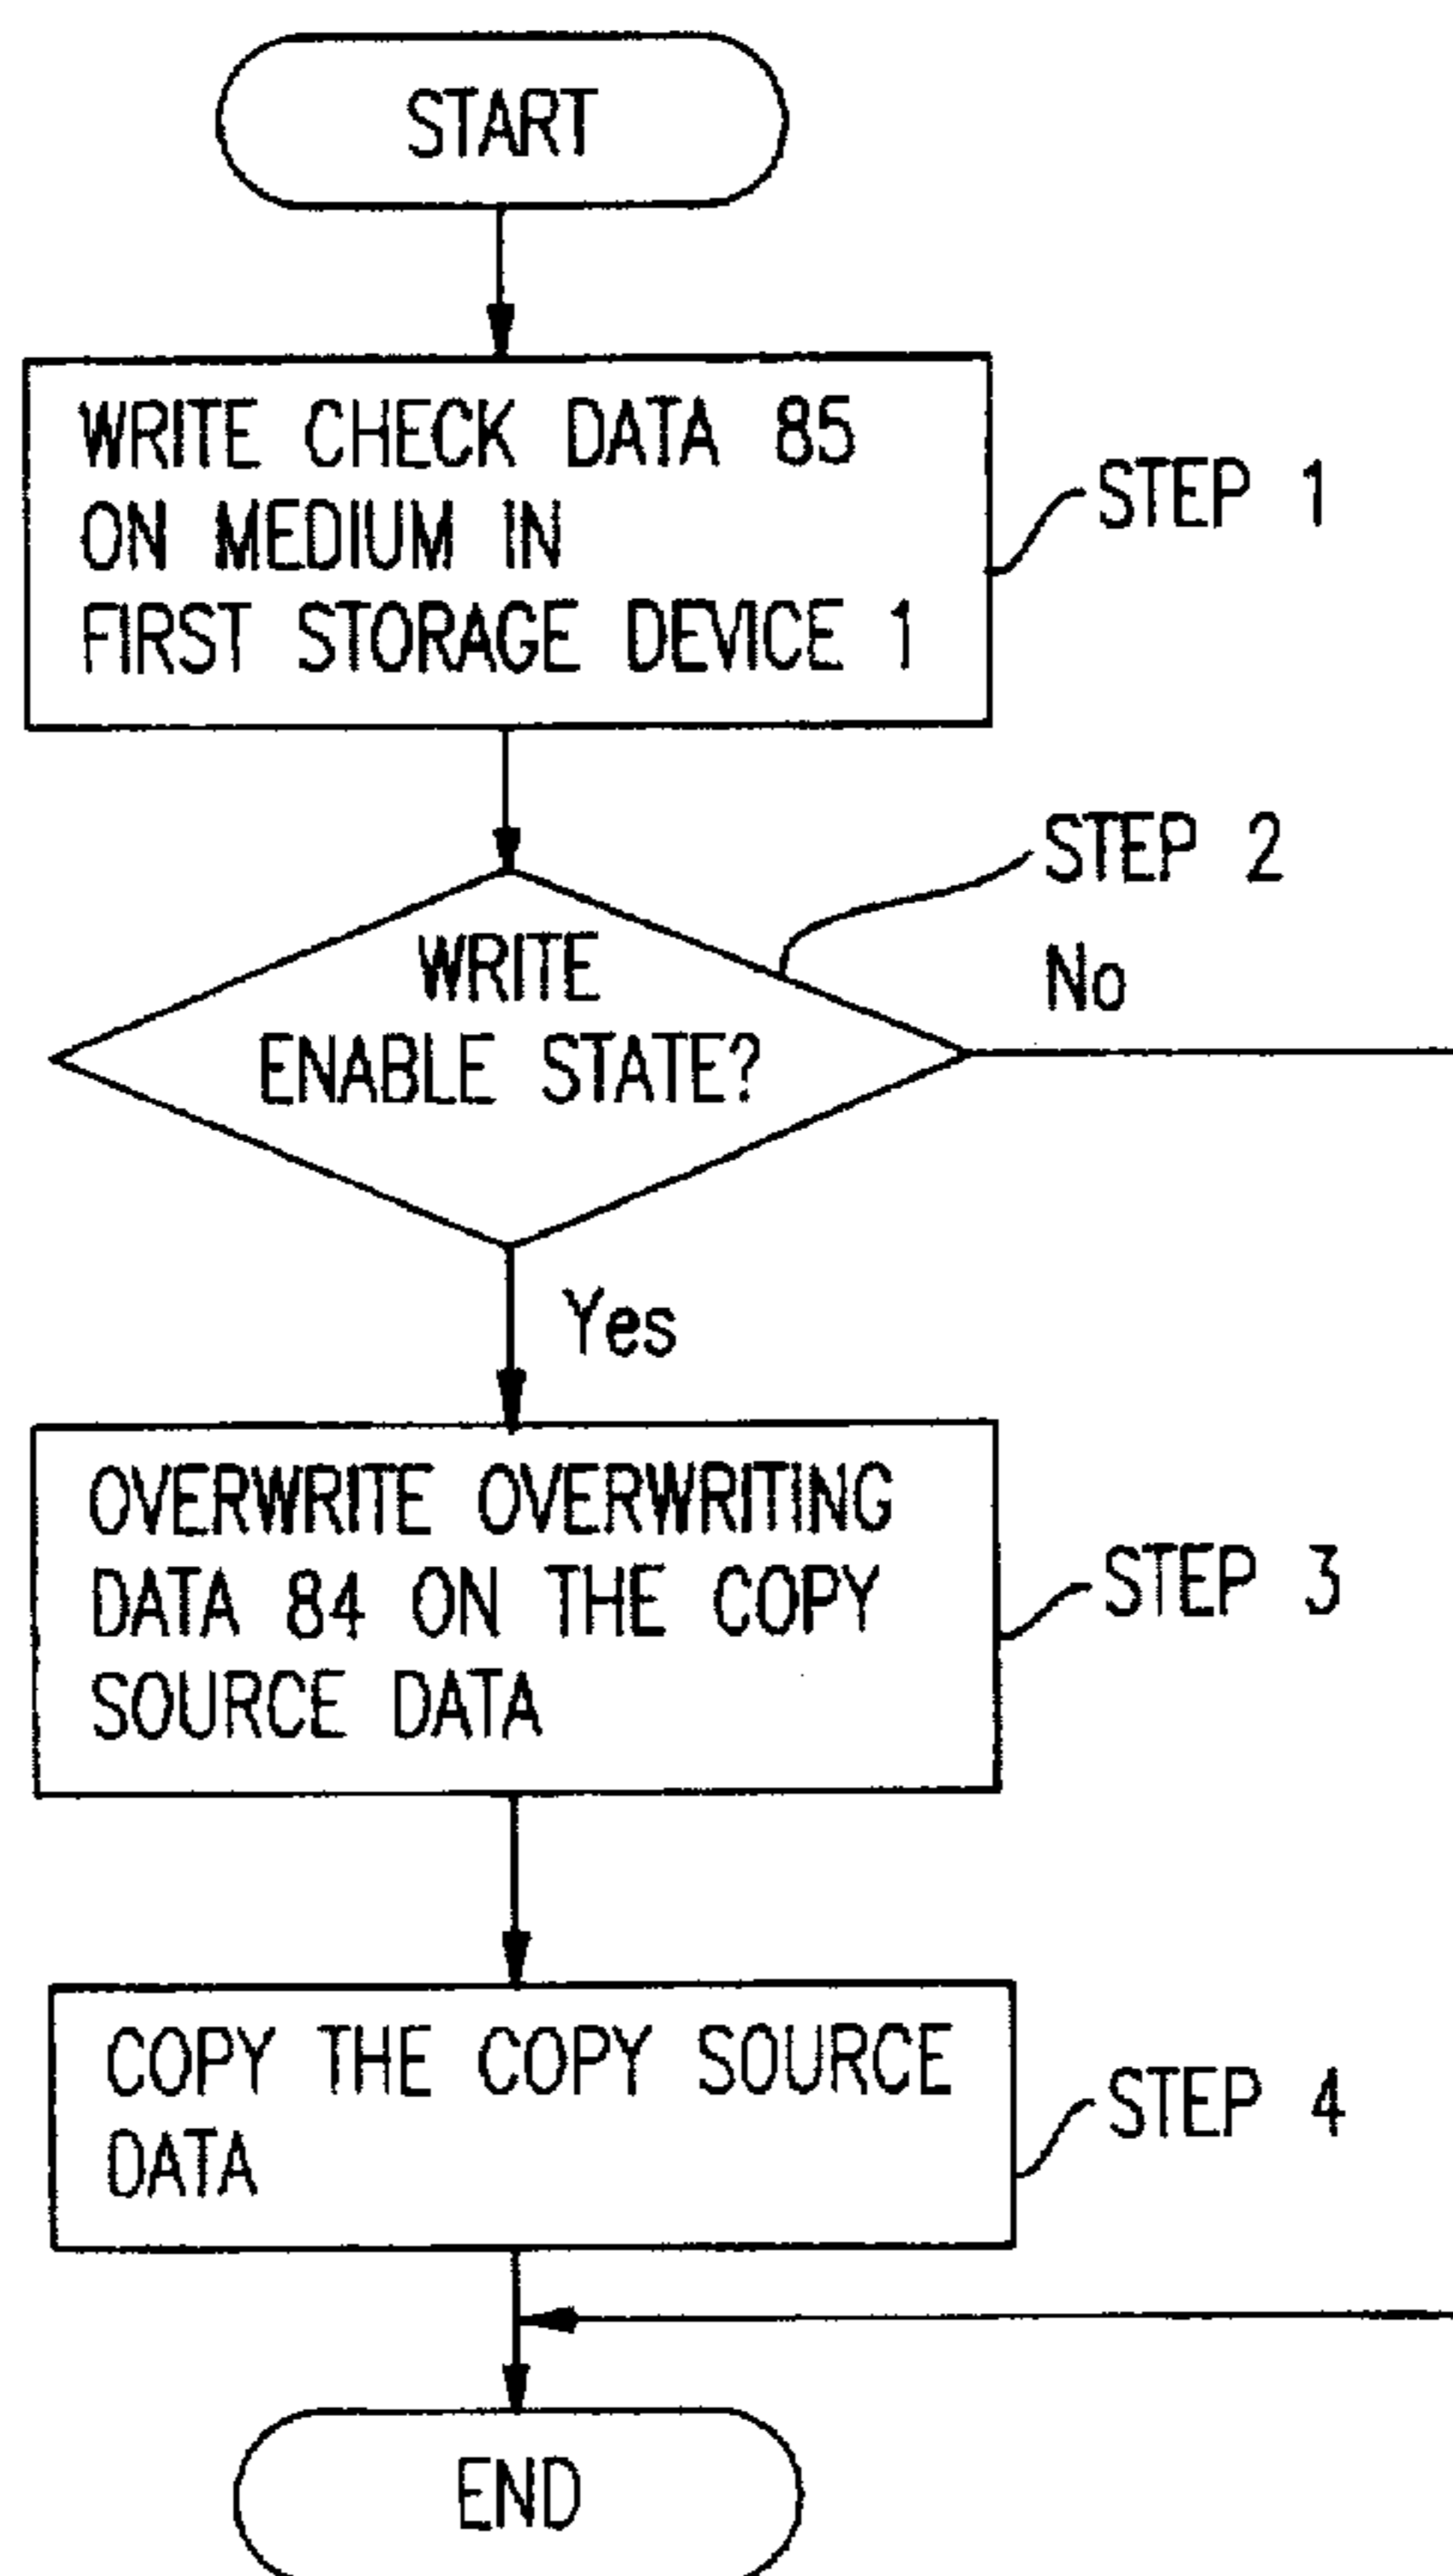 START
WRITE CHECK DATA 85
ON MEDIUM IN
FIRST STORAGE DEVICE 1
STEP 1
STEP 2
WRITE
ENABLE STATE?
No
Yes
OVERWRITE OVERWRITING
DATA 84 ON THE COPY
SOURCE DATA
STEP 3
COPY THE COPY SOURCE
DATA
STEP 4
END